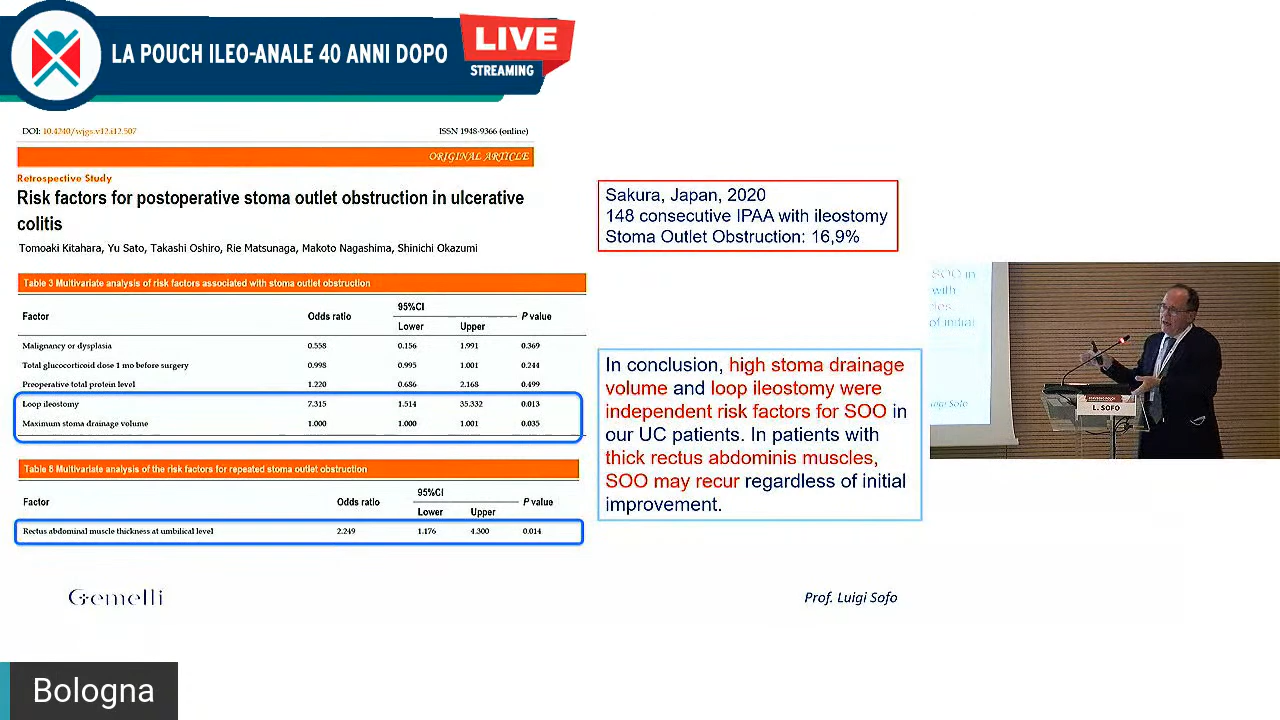 LA POUCH ILEO-ANALE 40 ANNI DOPO
LIVE
STREAMING
DOI: 10.4240/wjgs.v12.i12.507
ISSN 1948-9366 (online)
ORIGINAL ARTICLE
Retrospective Study
Risk factors for postoperative stoma outlet obstruction in ulcerative
colitis
Tomoaki Kitahara, Yu Sato, Takashi Oshiro, Rie Matsunaga, Makoto Nagashima, Shinichi Okazumi
Table 3 Multivariate analysis of risk factors associated with stoma outlet obstruction
Factor Odds ratio 95%CI P value
Lower Upper
Malignancy or dysplasia 0.558 0.156 1.991 0.369
Total glucocorticoid dose 1 mo before surgery 0.998 0.995 1.001 0.244
Preoperative total protein level 1.220 0.686 2.168 0.499
Loop ileostomy 7.315 1.514 35.332 0.013
Maximum stoma drainage volume 1.000 1.000 1.001 0.035
Table 6 Multivariate analysis of the risk factors for repeated stoma outlet obstruction
Factor Odds ratio 95%CI P value
Lower Upper
Rectus abdominal muscle thickness at umbilical level 2.249 1.176 4.300 0.014
Sakura, Japan, 2020
148 consecutive IPAA with ileostomy
Stoma Outlet Obstruction: 16,9%
In conclusion, high stoma drainage
volume and loop ileostomy were
independent risk factors for SOO in
our UC patients. In patients with
thick rectus abdominis muscles,
SOO may recur regardless of initial
improvement.
SOO in
with
of initial
L. SOFO
Gemelli
Prof. Luigi Sofo
Bologna